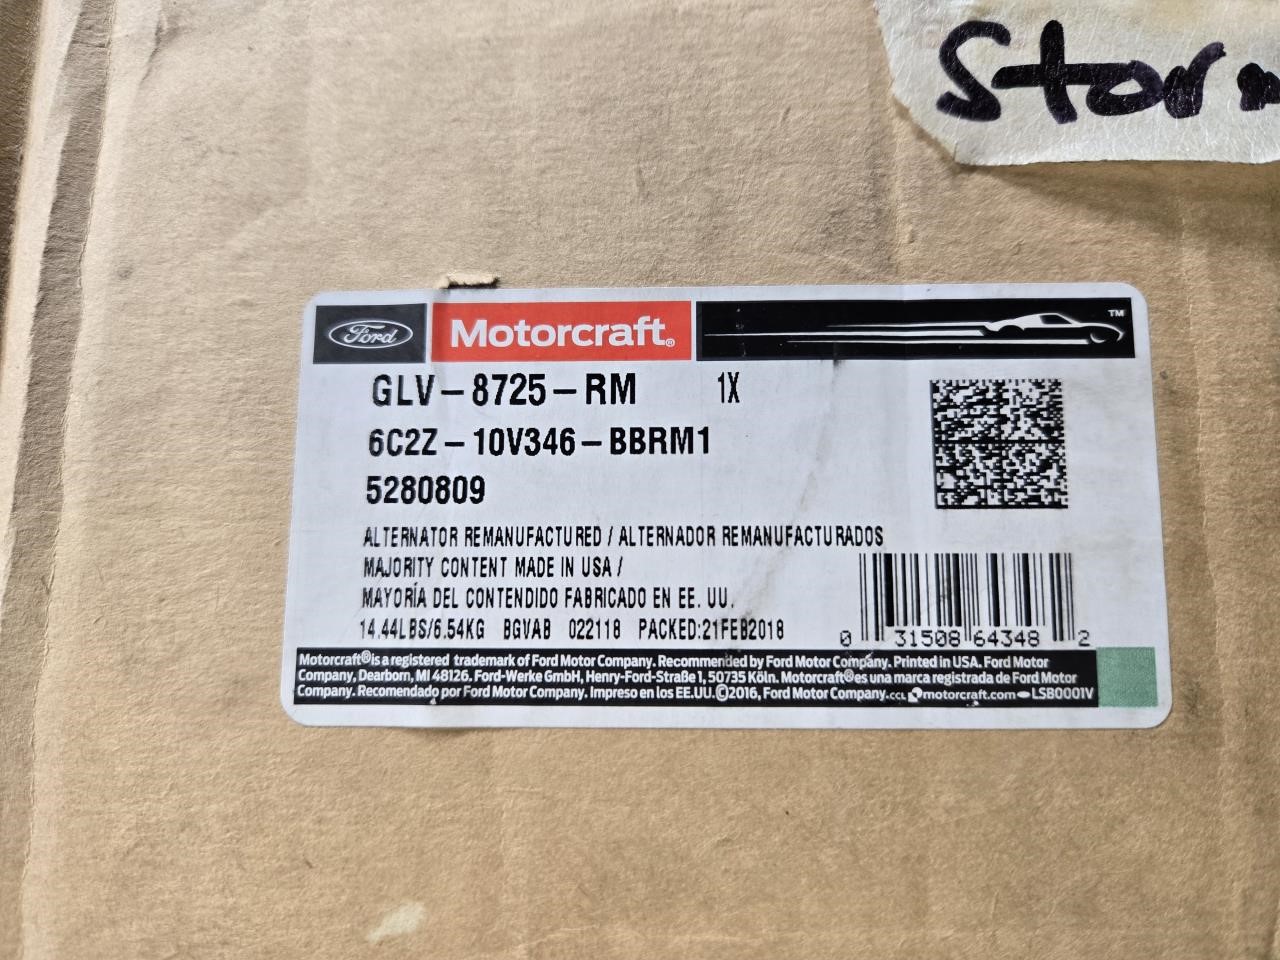 Storm
Ford Motorcraft® ™
GLV-8725-RM 1X
6C2Z-10V346-BBRM1
5280809
ALTERNATOR REMANUFACTURED / ALTERNADOR REMANUFACTURADOS
MAJORITY CONTENT MADE IN USA /
MAYORÍA DEL CONTENIDO FABRICADO EN EE. UU.
14.44LBS/6.54KG BGVAB 022118 PACKED:21FEB2018
0 31508 64348 2
Motorcraft® is a registered trademark of Ford Motor Company. Recommended by Ford Motor Company. Printed in USA. Ford Motor
Company, Dearborn, MI 48126. Ford-Werke GmbH, Henry-Ford-Straße 1, 50735 Köln. Motorcraft® es una marca registrada de Ford Motor
Company. Recomendado por Ford Motor Company. Impreso en los EE.UU. ©2016, Ford Motor Company. CCL motorcraft.com LSB0001V